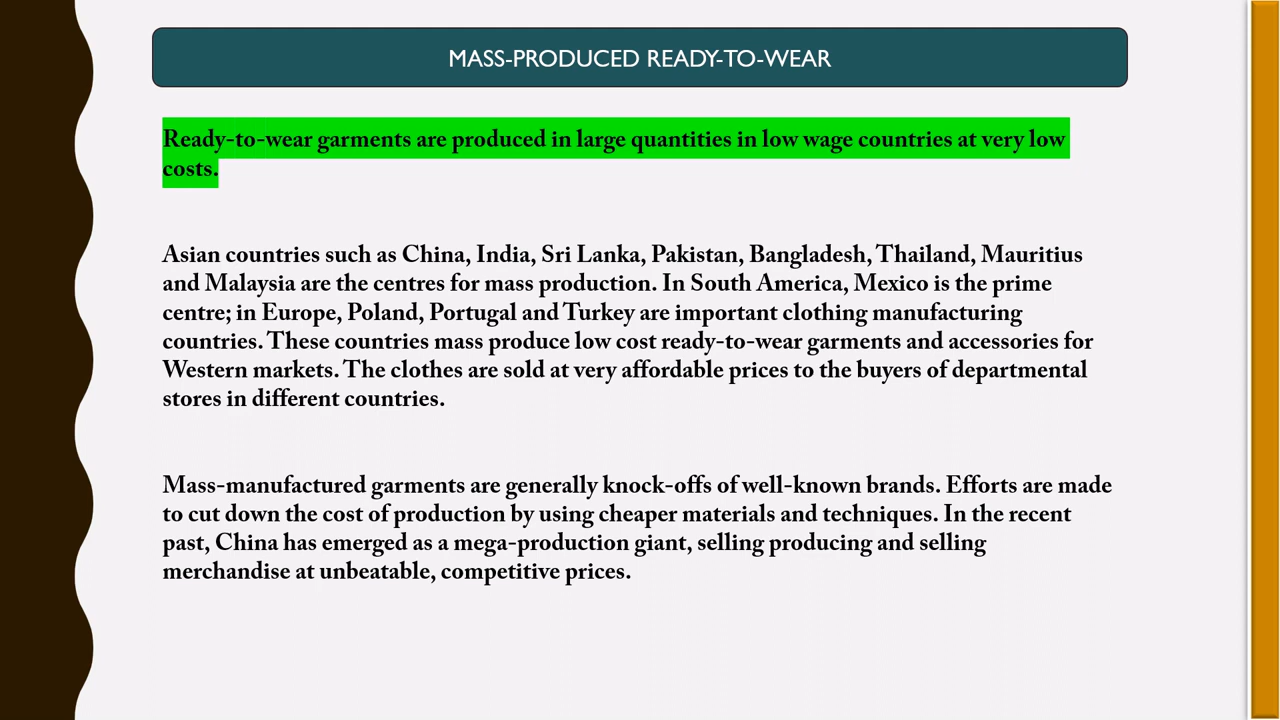 MASS-PRODUCED READY-TO-WEAR
Ready-to-wear garments are produced in large quantities in low wage countries at very low
costs.
Asian countries such as China, India, Sri Lanka, Pakistan, Bangladesh, Thailand, Mauritius
and Malaysia are the centres for mass production. In South America, Mexico is the prime
centre; in Europe, Poland, Portugal and Turkey are important clothing manufacturing
countries. These countries mass produce low cost ready-to-wear garments and accessories for
Western markets. The clothes are sold at very affordable prices to the buyers of departmental
stores in different countries.
Mass-manufactured garments are generally knock-offs of well-known brands. Efforts are made
to cut down the cost of production by using cheaper materials and techniques. In the recent
past, China has emerged as a mega-production giant, selling producing and selling
merchandise at unbeatable, competitive prices.